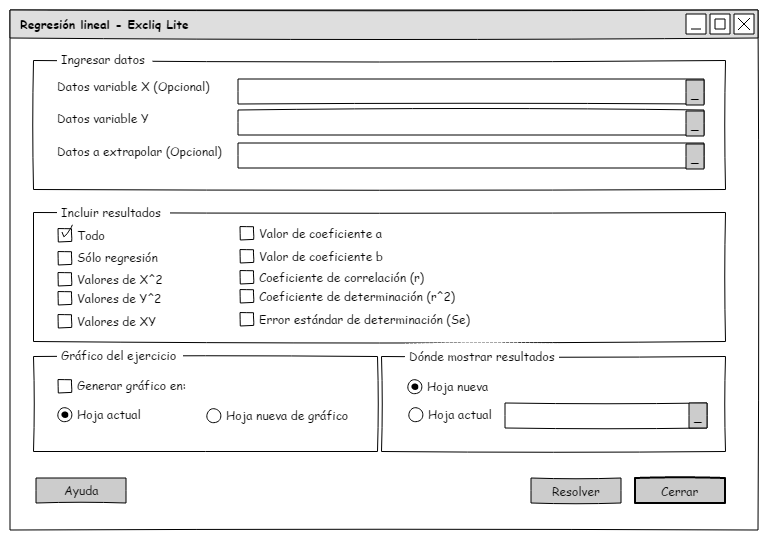 Regresión lineal - Excliq Lite
Ingresar datos
Datos variable X (Opcional)
_
Datos variable Y
_
Datos a extrapolar (Opcional)
_
Incluir resultados
Todo
Sólo regresión
Valores de X^2
Valores de Y^2
Valores de XY
Valor de coeficiente a
Valor de coeficiente b
Coeficiente de correlación (r)
Coeficiente de determinación (r^2)
Error estándar de determinación (Se)
Gráfico del ejercicio
Generar gráfico en:
Hoja actual
Hoja nueva de gráfico
Dónde mostrar resultados
Hoja nueva
Hoja actual
_
Ayuda
Resolver
Cerrar